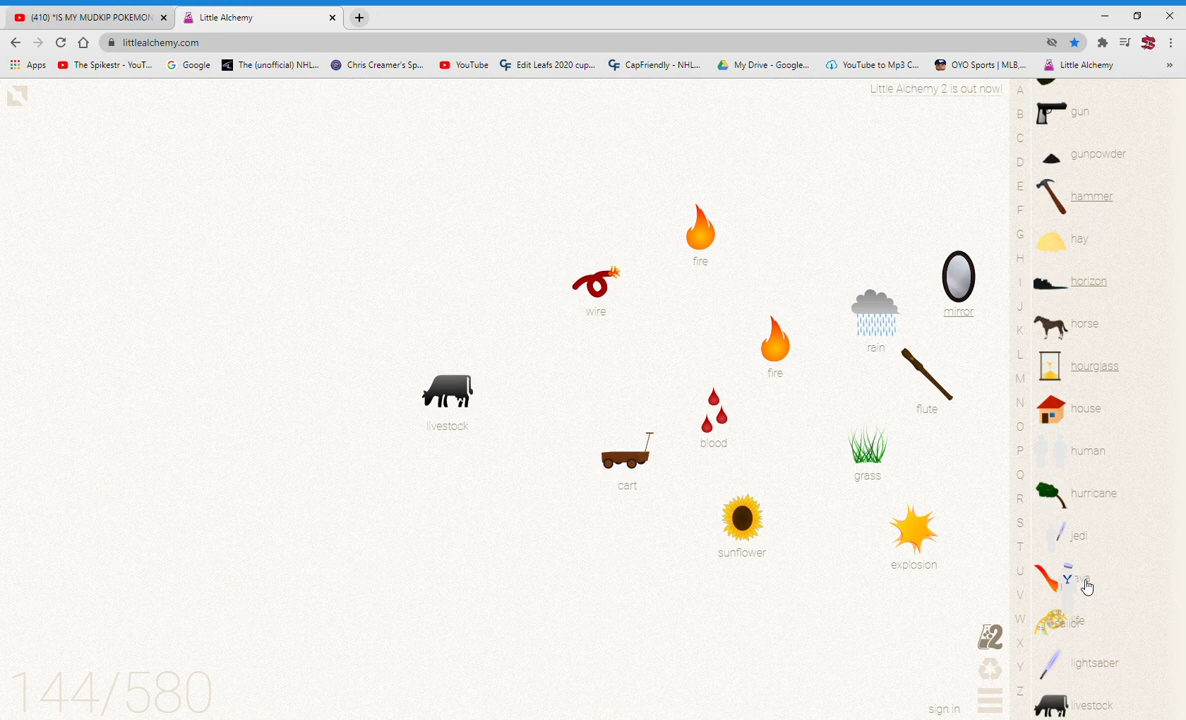 (410) *IS MY MUDKIP POKEMON
Little Alchemy
littlealchemy.com
Apps
The Spikestr - YouT...
Google
The (unofficial) NHL...
Chris Creamer's Sp...
YouTube
Edit Leafs 2020 cup...
CapFriendly - NHL...
My Drive - Google...
YouTube to Mp3 C...
OYO Sports | MLB,...
Little Alchemy
»
Little Alchemy 2 is out now!
fire
wire
mirror
rain
fire
flute
livestock
blood
cart
grass
sunflower
explosion
144/580
2
sign in
A
B
C
D
E
F
G
H
I
J
K
L
M
N
O
P
Q
R
S
T
U
V
W
X
Y
Z
gun
gunpowder
hammer
hay
horizon
horse
hourglass
house
human
hurricane
jedi
lightsaber
livestock